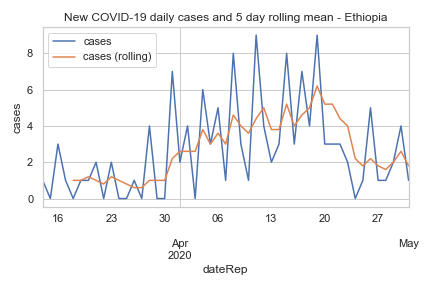 New COVID-19 daily cases and 5 day rolling mean - Ethiopia
cases
cases (rolling)
8
6
4
2
0
cases
16 23 30 06 13 20 27
Apr May
2020
dateRep